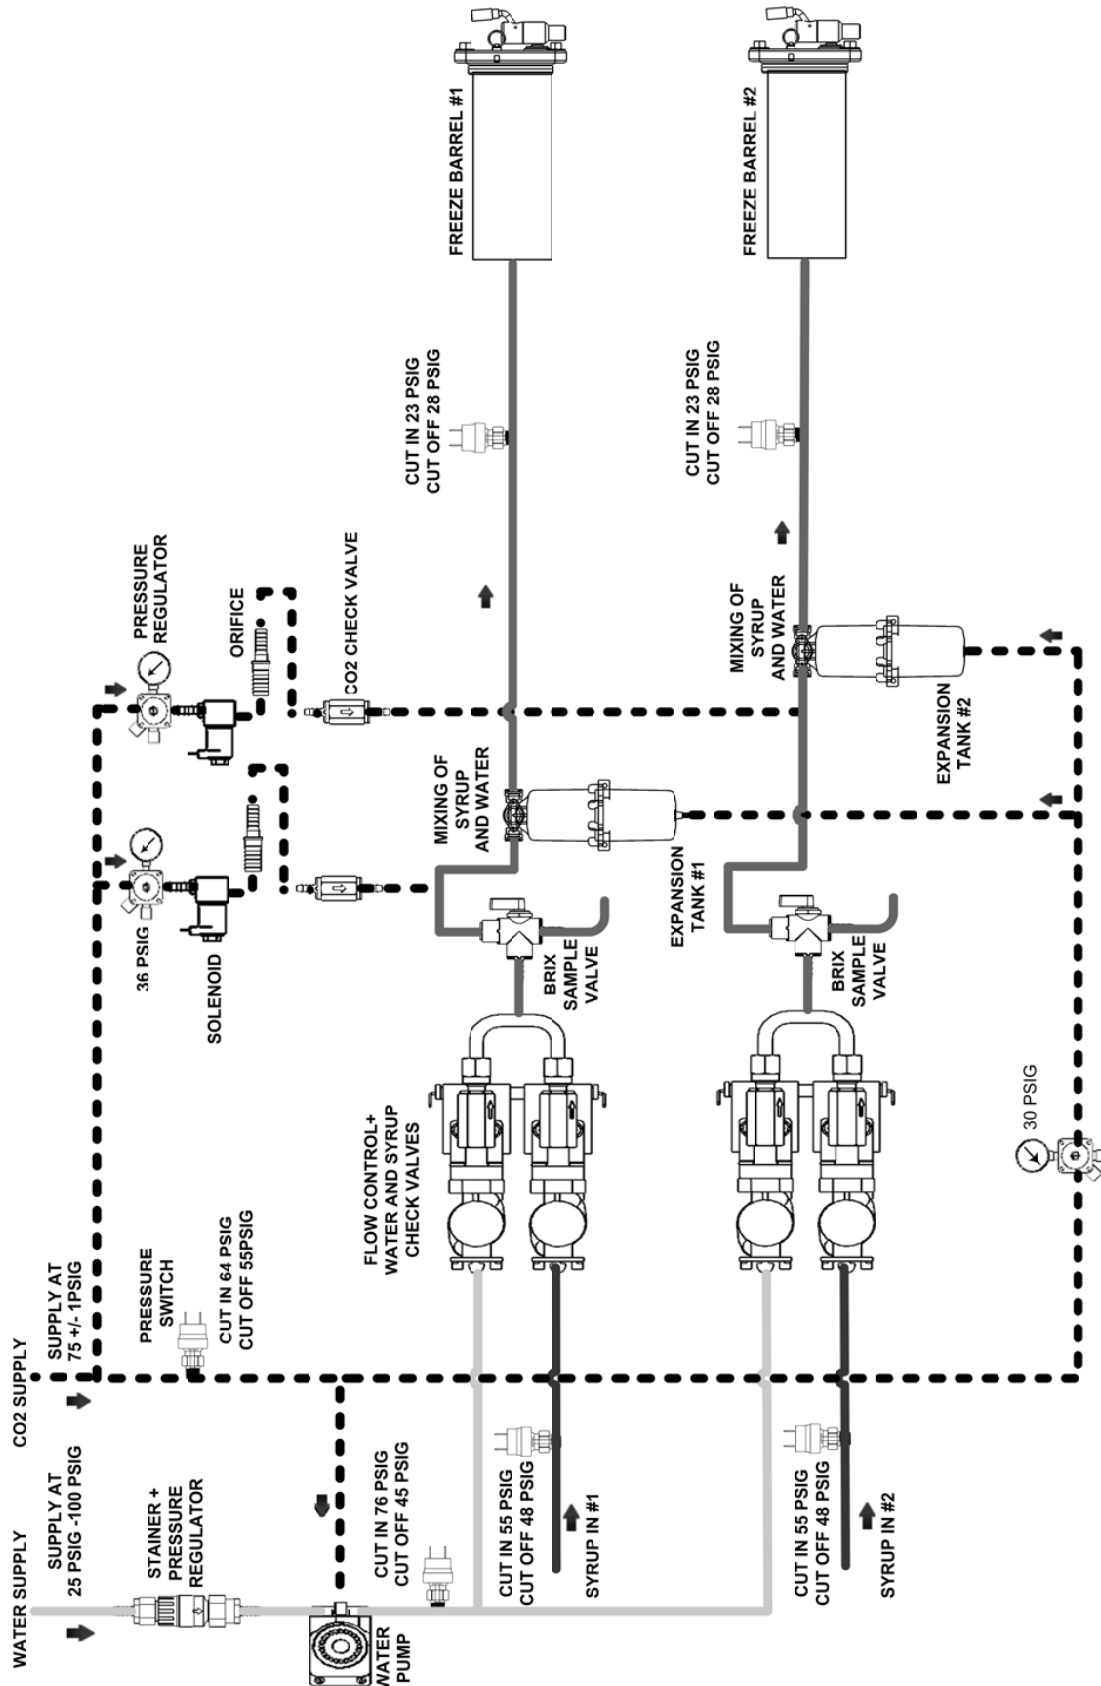 WATER SUPPLY
SUPPLY AT
25 PSIG -100 PSIG
STAINER +
PRESSURE
REGULATOR
WATER
PUMP
CUT IN 76 PSIG
CUT OFF 45 PSIG
CO2 SUPPLY
SUPPLY AT
75 +/- 1PSIG
PRESSURE
SWITCH
CUT IN 64 PSIG
CUT OFF 55PSIG
CUT IN 55 PSIG
CUT OFF 48 PSIG
SYRUP IN #1
CUT IN 55 PSIG
CUT OFF 48 PSIG
SYRUP IN #2
FLOW CONTROL+
WATER AND SYRUP
CHECK VALVES
30 PSIG
36 PSIG
SOLENOID
BRIX
SAMPLE
VALVE
BRIX
SAMPLE
VALVE
PRESSURE
REGULATOR
ORIFICE
CO2 CHECK VALVE
MIXING OF
SYRUP
AND WATER
EXPANSION
TANK #1
MIXING OF
SYRUP
AND WATER
EXPANSION
TANK #2
CUT IN 23 PSIG
CUT OFF 28 PSIG
CUT IN 23 PSIG
CUT OFF 28 PSIG
FREEZE BARREL #1
FREEZE BARREL #2